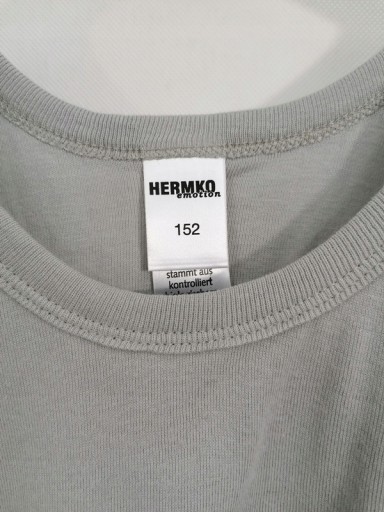 HERMKO
emotion
152
stammt aus
kontrolliert